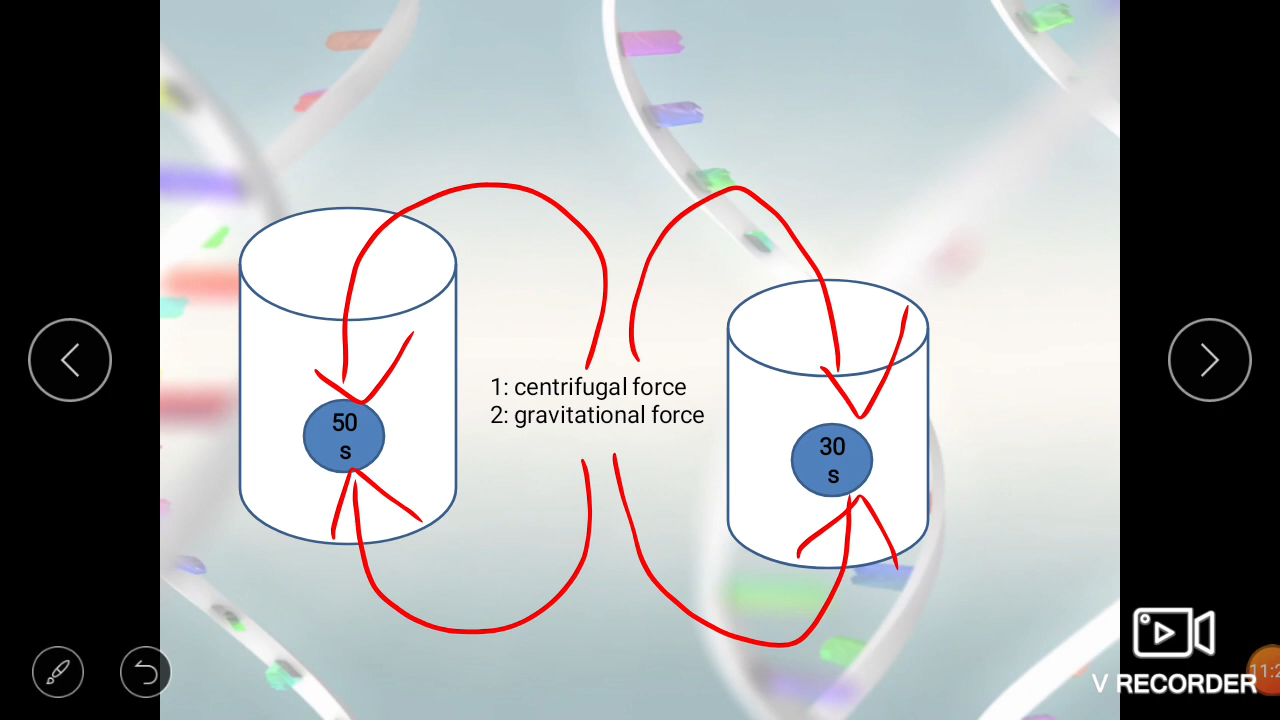 1: centrifugal force
2: gravitational force
50
s
30
s
V RECORDER